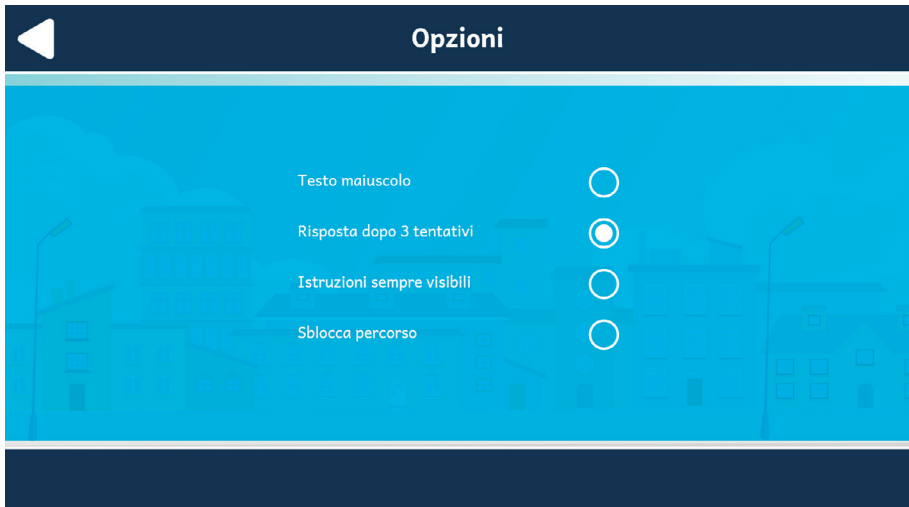 Opzioni
Testo maiuscolo
Risposta dopo 3 tentativi
Istruzioni sempre visibili
Sblocca percorso